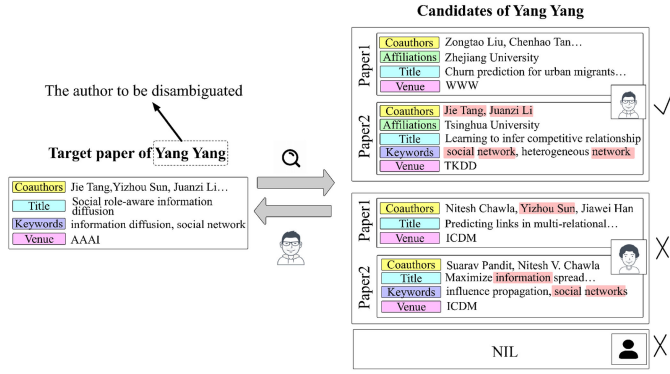 Candidates of Yang Yang
The author to be disambiguated
Target paper of Yang Yang
Coauthors Jie Tang,Yizhou Sun, Juanzi Li…
Title Social role-aware information
diffusion
Keywords information diffusion, social network
Venue AAAI
Paper1
Coauthors Zongtao Liu, Chenhao Tan…
Affiliations Zhejiang University
Title Churn prediction for urban migrants…
Venue WWW
Paper2
Coauthors Jie Tang, Juanzi Li
Affiliations Tsinghua University
Title Learning to infer competitive relationship
Keywords social network, heterogeneous network
Venue TKDD
Paper1
Coauthors Nitesh Chawla, Yizhou Sun, Jiawei Han
Title Predicting links in multi-relational…
Venue ICDM
Paper2
Coauthors Suarav Pandit, Nitesh V. Chawla
Title Maximize information spread…
Keywords influence propagation, social networks
Venue ICDM
NIL